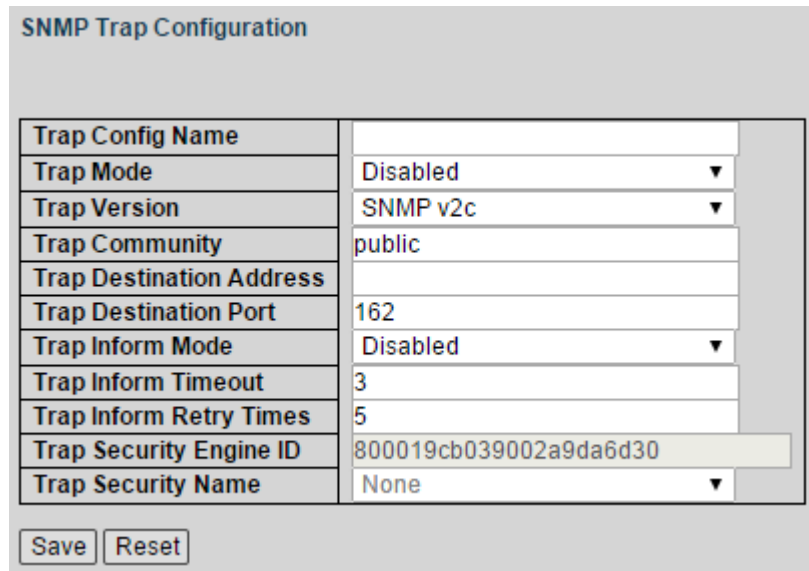 SNMP Trap Configuration
Trap Config Name
Trap Mode Disabled
Trap Version SNMP v2c
Trap Community public
Trap Destination Address
Trap Destination Port 162
Trap Inform Mode Disabled
Trap Inform Timeout 3
Trap Inform Retry Times 5
Trap Security Engine ID 800019cb039002a9da6d30
Trap Security Name None
Save Reset